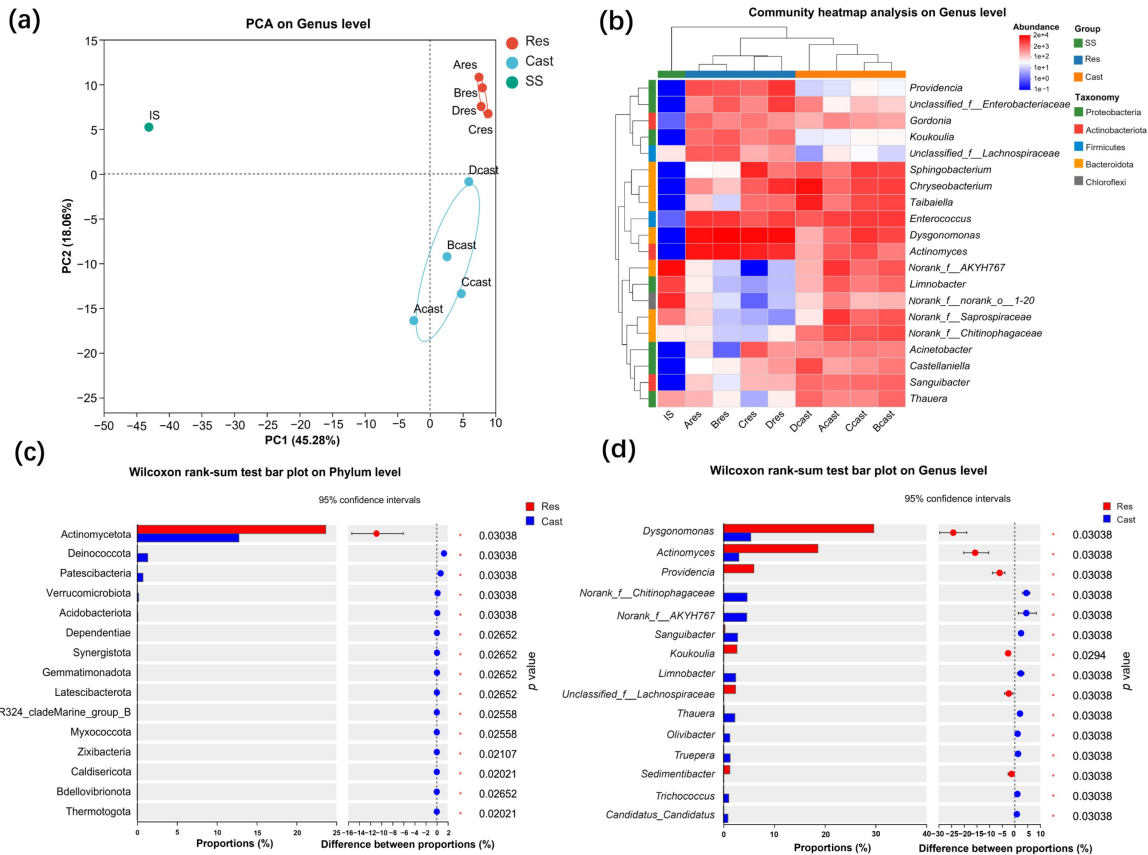 (a)
PCA on Genus level
Res
Cast
SS
15
10
5
0
−5
−10
−15
−20
−25
PC2 (18.06%)
IS
Ares
Bres
Dres
Cres
Dcast
Bcast
Ccast
Acast
−50 −45 −40 −35 −30 −25 −20 −15 −10 −5 0 5 10
PC1 (45.28%)
(b)
Community heatmap analysis on Genus level
Abundance
2e+4
1e+4
1e+3
1e+2
1e+1
1e+0
1e−1
Group
SS
Res
Cast
Taxonomy
Proteobacteria
Actinobacteriota
Firmicutes
Bacteroidota
Chloroflexi
Providencia
Unclassified_f__Enterobacteriaceae
Gordonia
Koukoulia
Unclassified_f__Lachnospiraceae
Sphingobacterium
Chryseobacterium
Taibaiella
Enterococcus
Dysgonomonas
Actinomyces
Norank_f__AKYH767
Limnobacter
Norank_f__norank_o__1-20
Norank_f__Saprospiraceae
Norank_f__Chitinophagaceae
Acinetobacter
Castellaniella
Sanguibacter
Thauera
IS Ares Bres Cres Dres Dcast Acast Ccast Bcast
(c)
Wilcoxon rank-sum test bar plot on Phylum level
95% confidence intervals
Res
Cast
Actinomycetota * 0.03038
Deinococcota * 0.03038
Patescibacteria * 0.03038
Verrucomicrobiota * 0.03038
Acidobacteriota * 0.03038
Dependentiae * 0.02652
Synergistota * 0.02652
Gemmatimonadota * 0.02652
Latescibacterota * 0.02652
R324_cladeMarine_group_B * 0.02558
Myxococcota * 0.02558
Zixibacteria * 0.02107
Caldisericota * 0.02021
Bdellovibrionota * 0.02652
Thermotogota * 0.02021
p value
0 5 10 15 20 25
−16 −14 −12 −10 −8 −6 −4 −2 0 2
Proportions (%)
Difference between proportions (%)
(d)
Wilcoxon rank-sum test bar plot on Genus level
95% confidence intervals
Res
Cast
Dysgonomonas * 0.03038
Actinomyces * 0.03038
Providencia * 0.03038
Norank_f__Chitinophagaceae * 0.03038
Norank_f__AKYH767 * 0.03038
Sanguibacter * 0.03038
Koukoulia * 0.0294
Limnobacter * 0.03038
Unclassified_f__Lachnospiraceae * 0.03038
Thauera * 0.03038
Olivibacter * 0.03038
Truepera * 0.03038
Sedimentibacter * 0.03038
Trichococcus * 0.03038
Candidatus_Candidatus * 0.03038
p value
0 10 20 30 40
−30 −25 −20 −15 −10 −5 0 5 10
Proportions (%)
Difference between proportions (%)